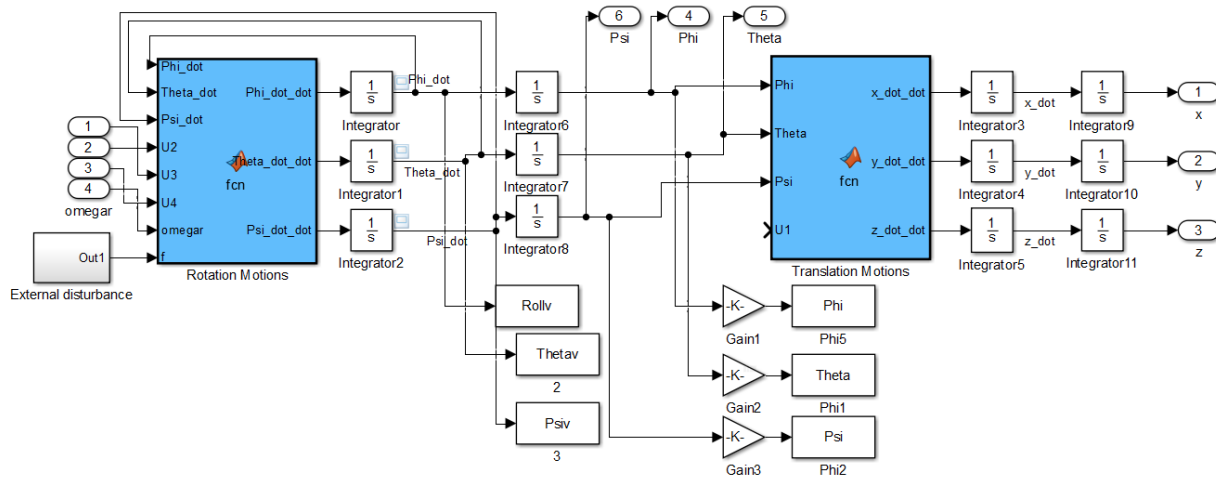 6
Psi
4
Phi
5
Theta
Phi_dot
Theta_dot
Psi_dot
U2
U3
U4
omegar
f
Phi_dot_dot
Theta_dot_dot
Psi_dot_dot
fcn
Rotation Motions
1
2
3
4
omegar
Out1
External disturbance
1
s
Integrator
Phi_dot
1
s
Integrator1
Theta_dot
1
s
Integrator2
Psi_dot
1
s
Integrator6
1
s
Integrator7
1
s
Integrator8
Phi
Theta
Psi
U1
x_dot_dot
y_dot_dot
z_dot_dot
fcn
Translation Motions
1
s
Integrator3
x_dot
1
s
Integrator9
1
x
1
s
Integrator4
y_dot
1
s
Integrator10
2
y
1
s
Integrator5
z_dot
1
s
Integrator11
3
z
Rollv
Thetav
2
Psiv
3
-K-
Gain1
Phi
Phi5
-K-
Gain2
Theta
Phi1
-K-
Gain3
Psi
Phi2